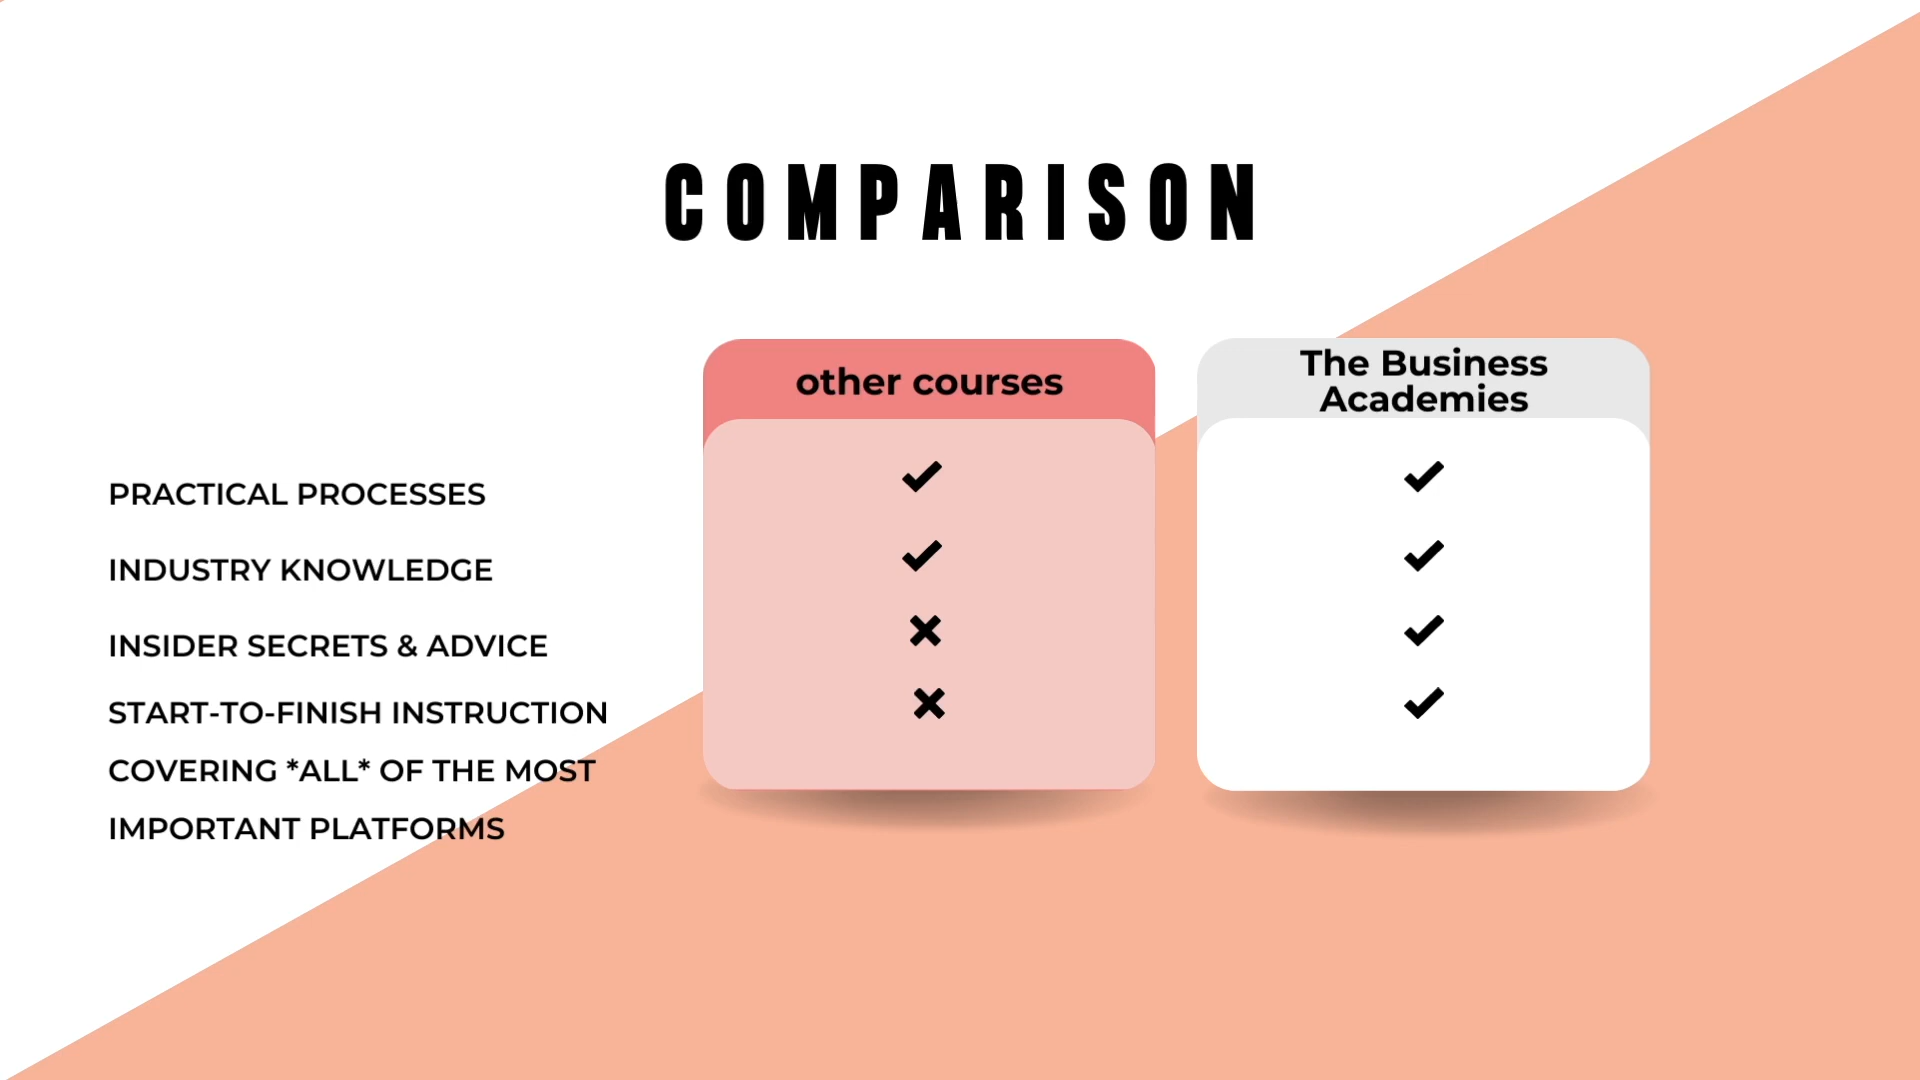 COMPARISON
other courses
The Business
Academies
PRACTICAL PROCESSES
INDUSTRY KNOWLEDGE
INSIDER SECRETS & ADVICE
START-TO-FINISH INSTRUCTION
COVERING *ALL* OF THE MOST
IMPORTANT PLATFORMS